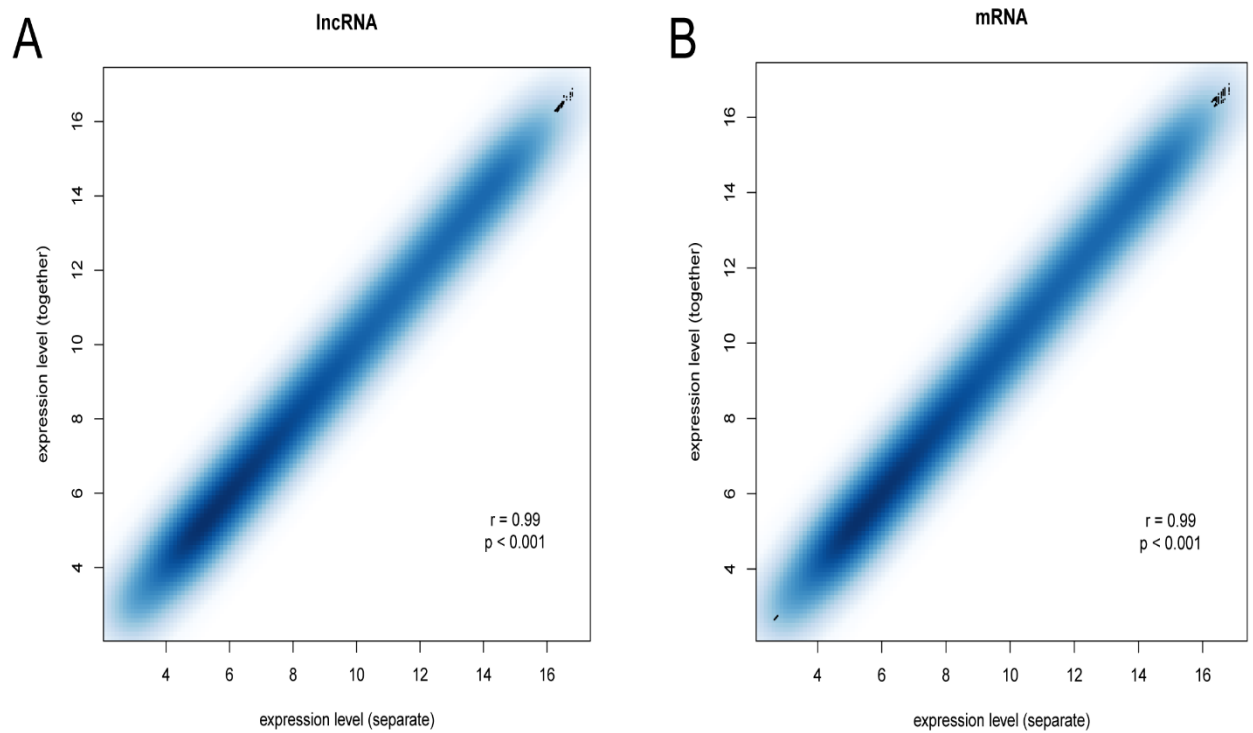 A
lncRNA
expression level (together)
16
14
12
10
8
6
4
r = 0.99
p < 0.001
4 6 8 10 12 14 16
expression level (separate)
B
mRNA
expression level (together)
16
14
12
10
8
6
4
r = 0.99
p < 0.001
4 6 8 10 12 14 16
expression level (separate)